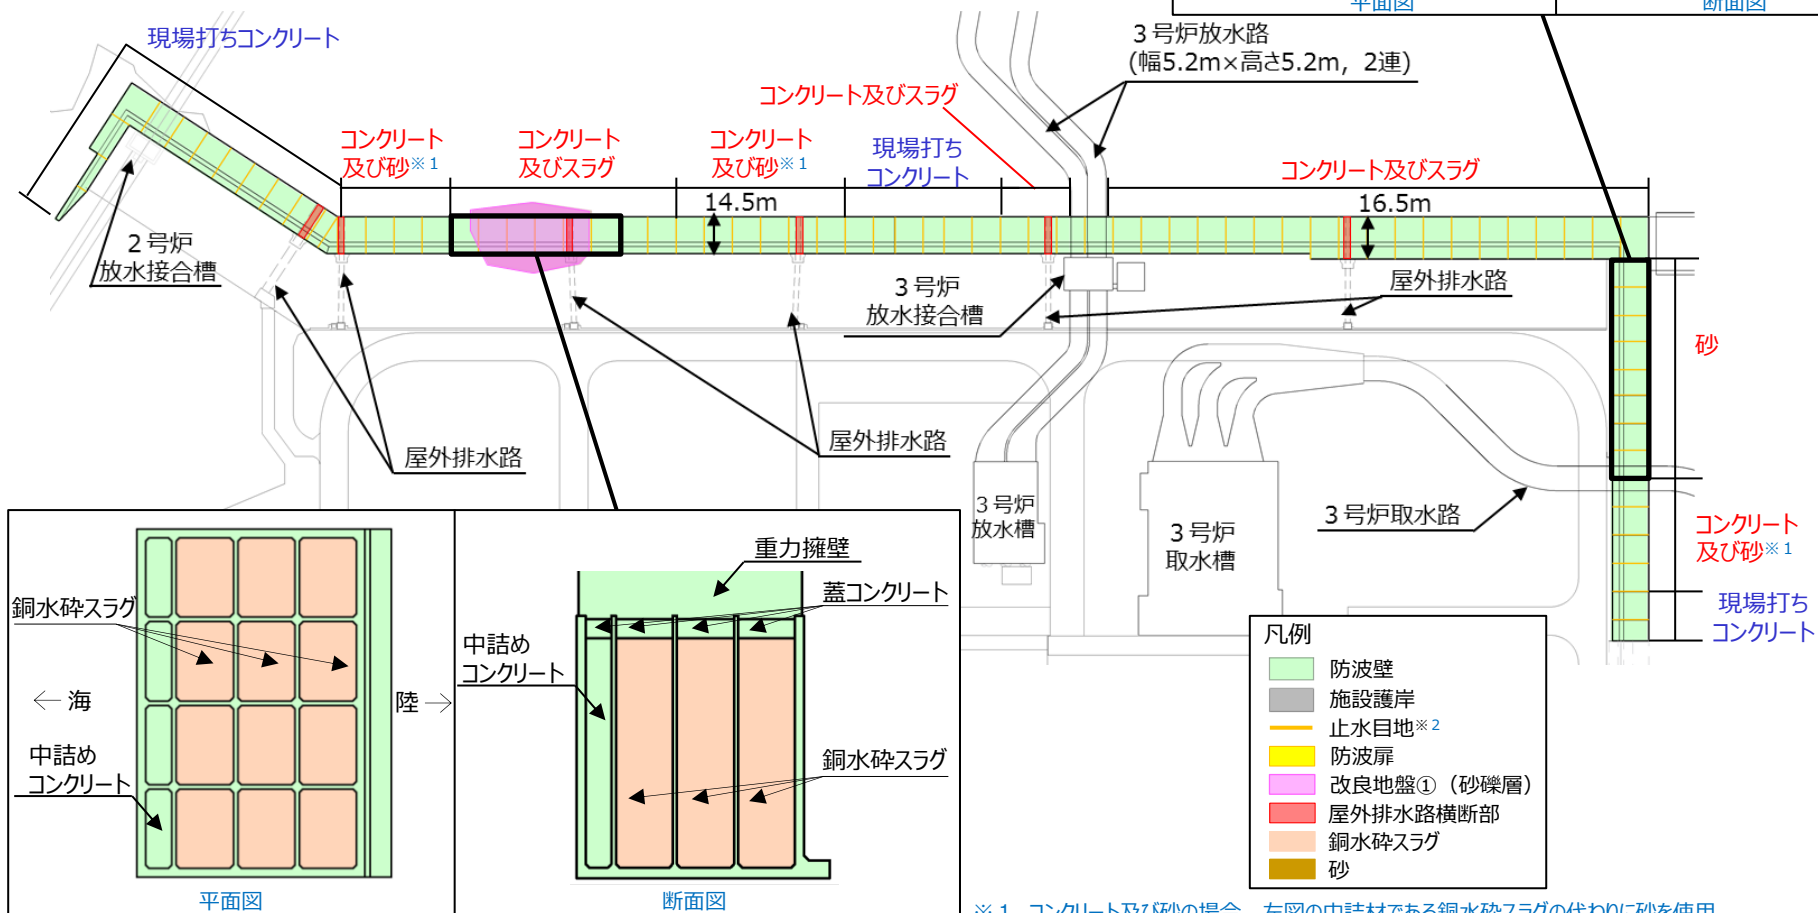 平面図
断面図
現場打ちコンクリート
3号炉放水路
(幅5.2m×高さ5.2m，2連)
コンクリート及びスラグ
コンクリート
及び砂※1
コンクリート
及びスラグ
コンクリート
及び砂※1
現場打ち
コンクリート
コンクリート及びスラグ
14.5m
16.5m
2号炉
放水接合槽
3号炉
放水接合槽
屋外排水路
砂
屋外排水路
屋外排水路
3号炉
放水槽
3号炉
取水槽
3号炉取水路
コンクリート
及び砂※1
現場打ち
コンクリート
銅水砕スラグ
←海
陸→
中詰め
コンクリート
平面図
重力擁壁
蓋コンクリート
中詰め
コンクリート
銅水砕スラグ
断面図
凡例
防波壁
施設護岸
止水目地※2
防波扉
改良地盤①（砂礫層）
屋外排水路横断部
銅水砕スラグ
砂
※1 コンクリート及び砂の場合，左図の中詰材である銅水砕スラグの代わりに砂を使用